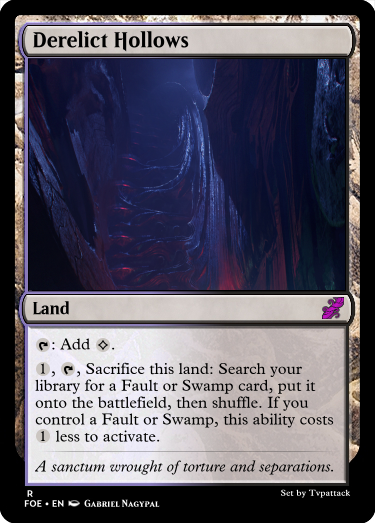 Derelict Hollows
Land
: Add .
1, , Sacrifice this land: Search your
library for a Fault or Swamp card, put it
onto the battlefield, then shuffle. If you
control a Fault or Swamp, this ability costs
1 less to activate.
A sanctum wrought of torture and separations.
R
FOE • EN Gabriel Nagypal
Set by Tvpattack